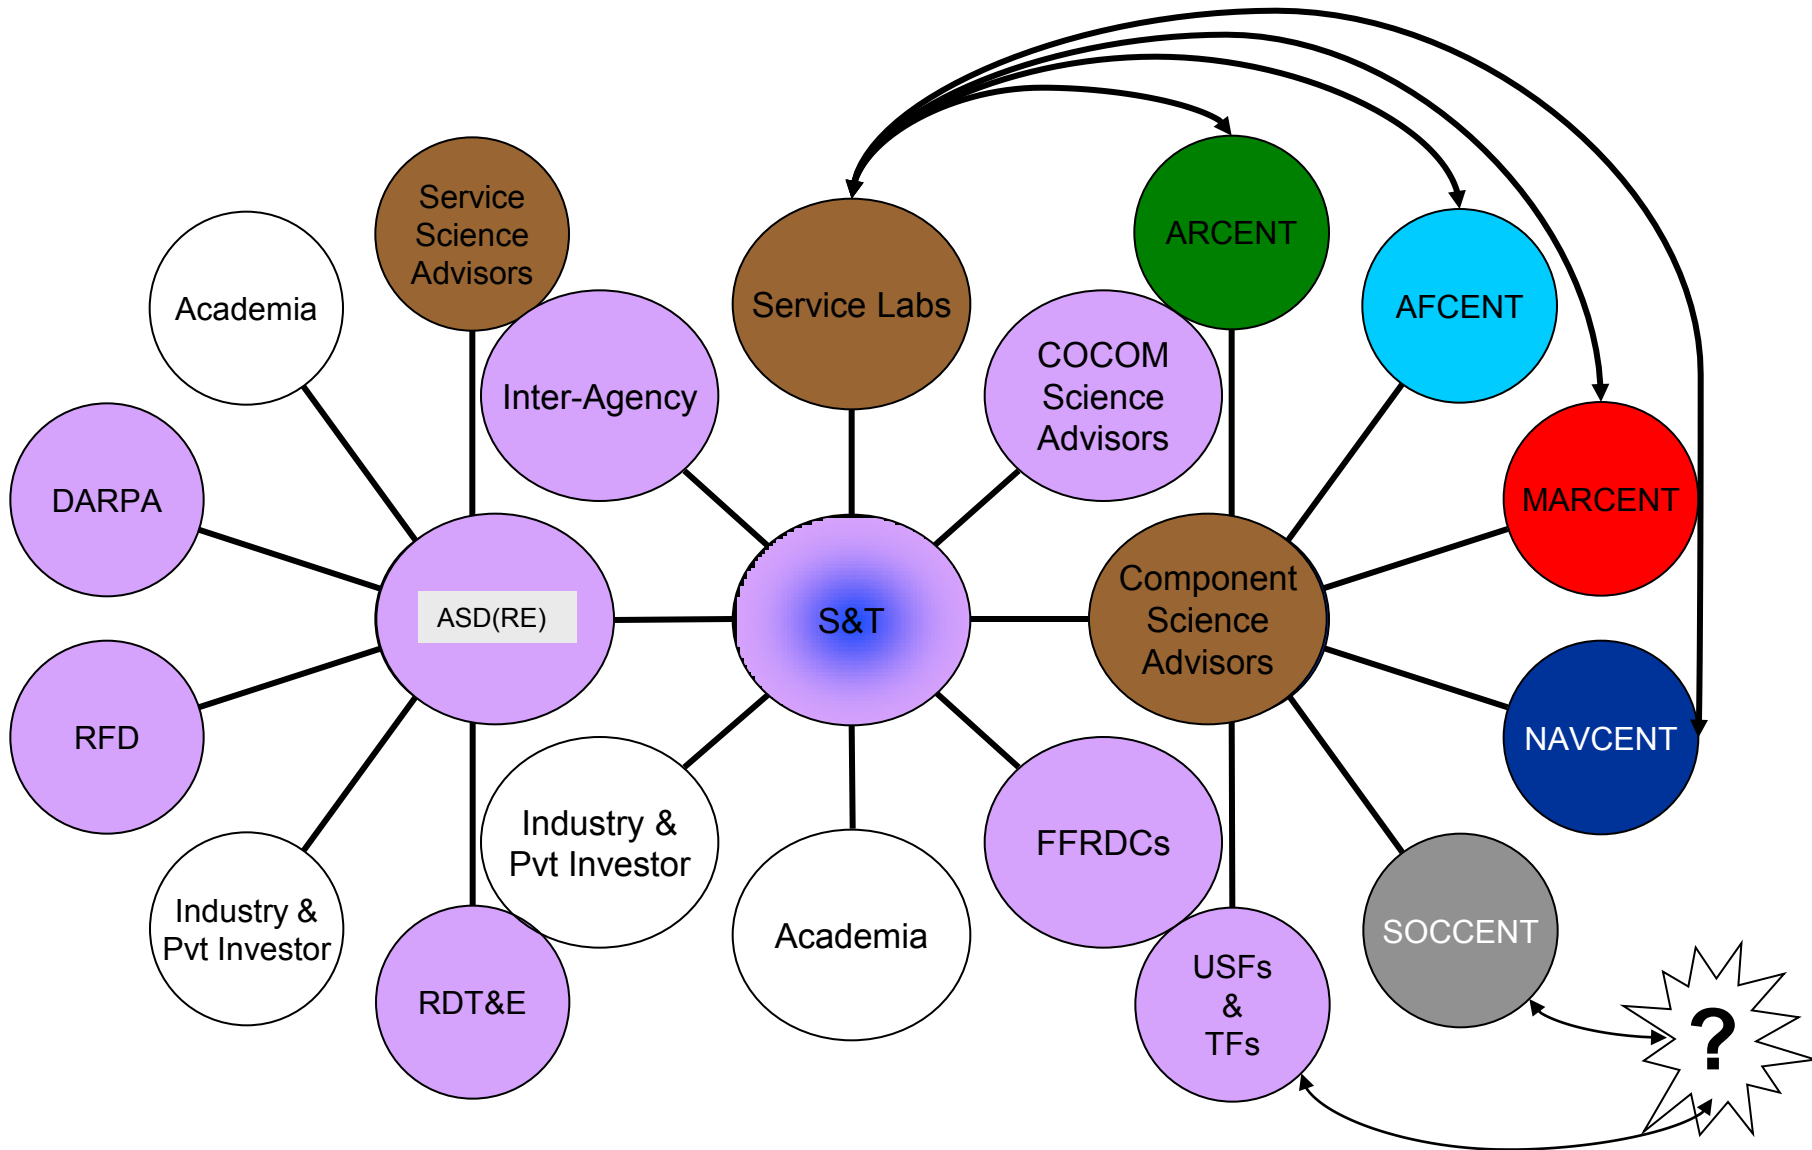 Service
Science
Advisors
Academia
Service Labs
ARCENT
AFCENT
Inter-Agency
COCOM
Science
Advisors
DARPA
MARCENT
ASD(RE)
S&T
Component
Science
Advisors
RFD
NAVCENT
Industry &
Pvt Investor
FFRDCs
Industry &
Pvt Investor
Academia
SOCCENT
RDT&E
USFs
&
TFs
?